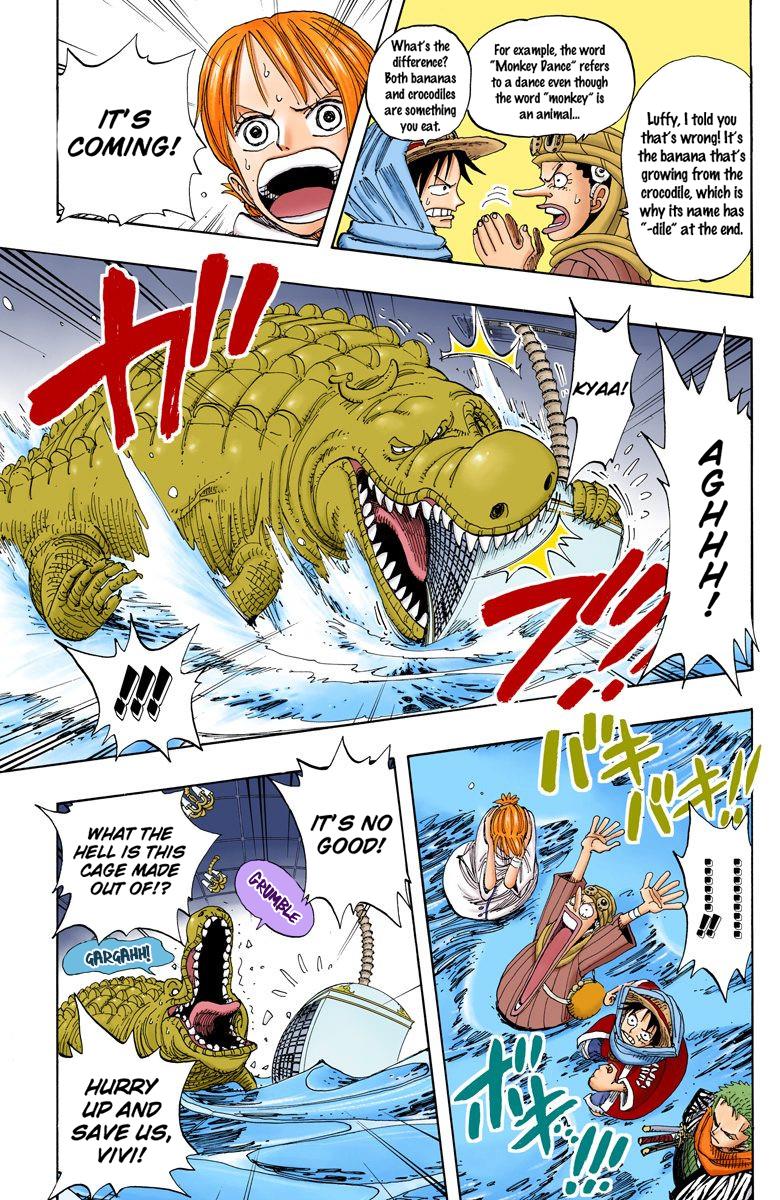 Luffy, I told you
that's wrong! It's
the banana that's
growing from the
crocodile, which is
why its name has
"-dile" at the end.
For example, the word
"Monkey Dance" refers
to a dance even though
the word "monkey" is
an animal...
What's the
difference?
Both bananas
and crocodiles
are something
you eat.
IT'S
COMING!
ガブ!!!
KYAA!
AGHHH!
!!!
バキ
バキ!!
..........!!
ボキ!!!
IT'S NO
GOOD!
WHAT THE
HELL IS THIS
CAGE MADE
OUT OF!?
GRUMBLE
GARGAHH!
HURRY
UP AND
SAVE US,
VIVI!